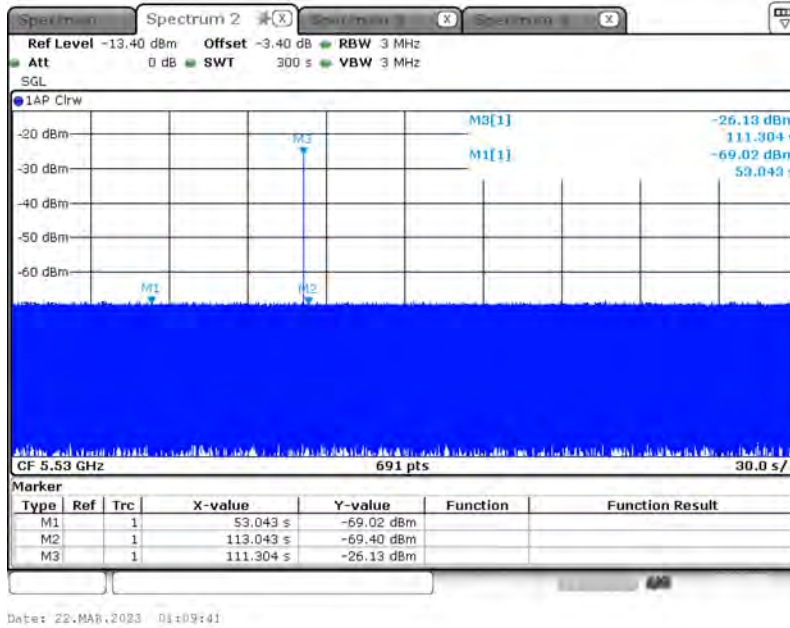 Spectrum Spectrum 2 X Spectrum 3 X Spectrum 4 X
Ref Level -13.40 dBm Offset -3.40 dB RBW 3 MHz
Att 0 dB SWT 300 s VBW 3 MHz
SGL
1AP Clrw
M3[1] -26.13 dBm
111.304 s
M1[1] -69.02 dBm
53.043 s
-20 dBm
M3
-30 dBm
-40 dBm
-50 dBm
-60 dBm
M1 M2
CF 5.53 GHz 691 pts 30.0 s/
Marker
Type Ref Trc X-value Y-value Function Function Result
M1 1 53.043 s -69.02 dBm
M2 1 113.043 s -69.40 dBm
M3 1 111.304 s -26.13 dBm
Date: 22.MAR.2023 01:09:41